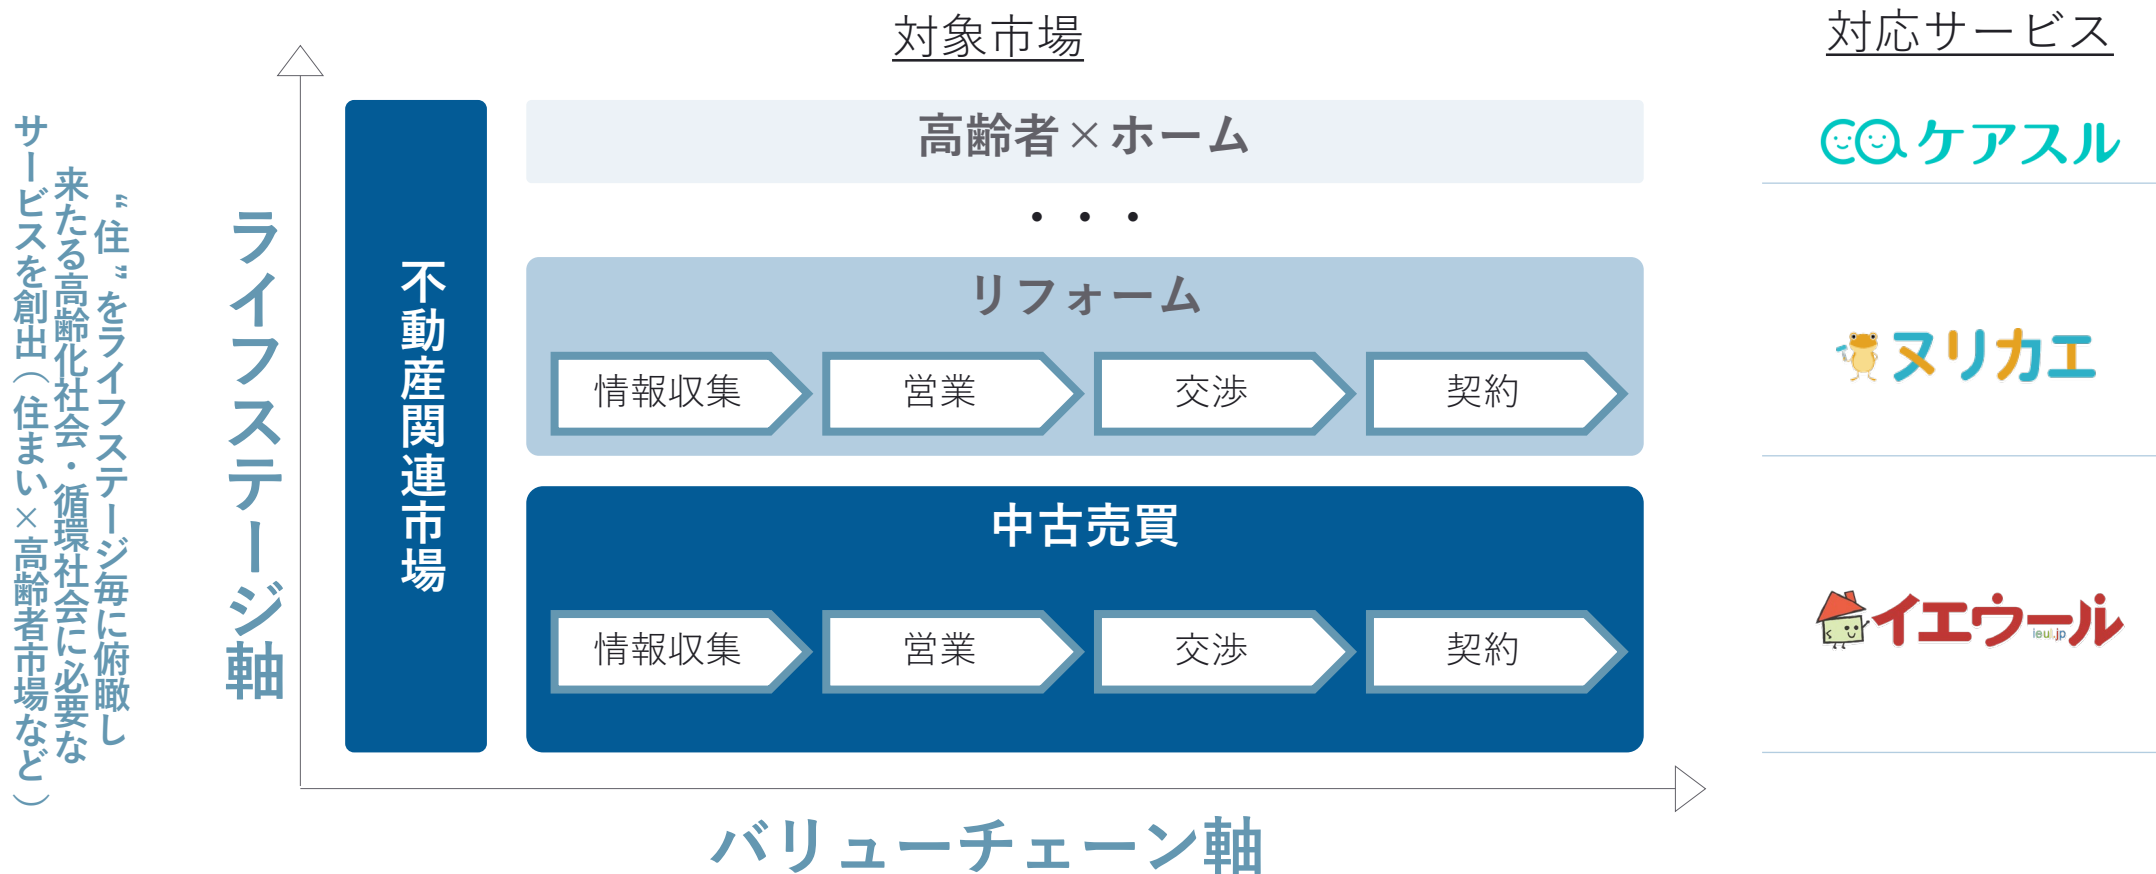 対象市場
対応サービス
“住”をライフステージ毎に俯瞰し
来たる高齢化社会・循環社会に必要な
サービスを創出（住まい×高齢者市場など）
ライフステージ軸
不動産関連市場
高齢者×ホーム
ケアスル
・・・
リフォーム
情報収集
営業
交渉
契約
ヌリカエ
中古売買
情報収集
営業
交渉
契約
イエウール
ieul.jp
バリューチェーン軸